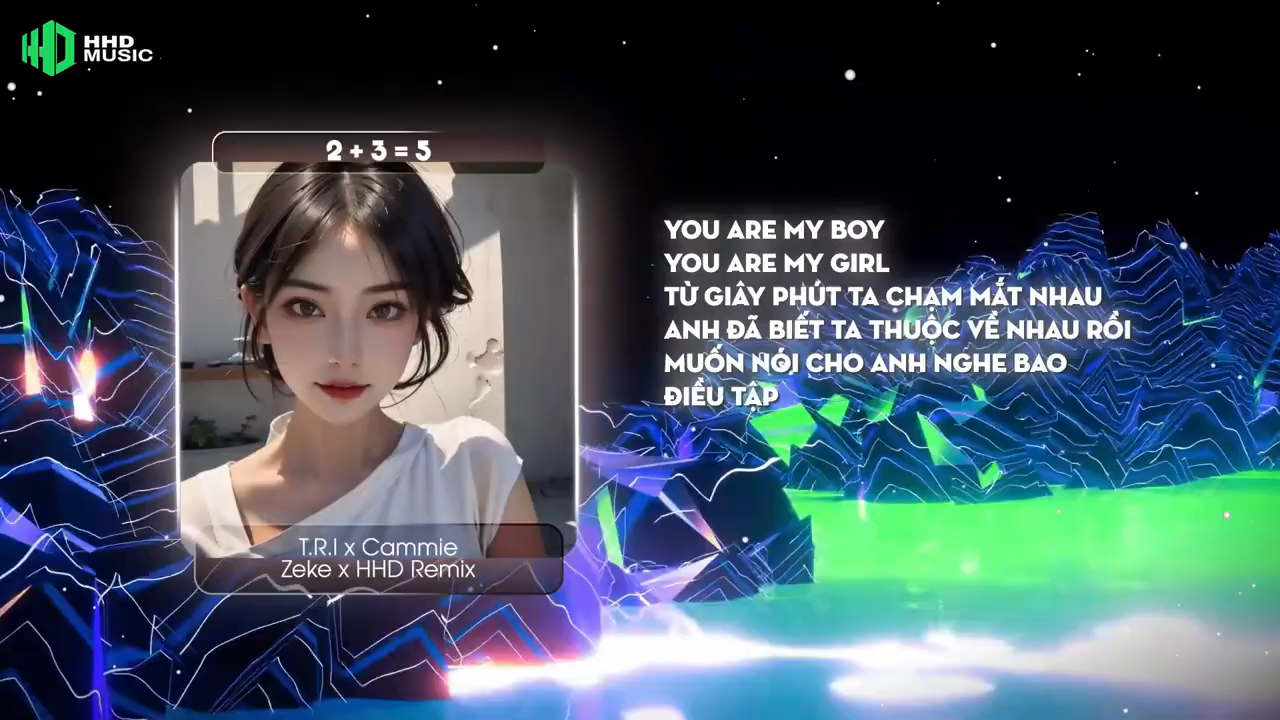 HHD
MUSIC
2 + 3 = 5
YOU ARE MY BOY
YOU ARE MY GIRL
TỪ GIÂY PHÚT TA CHẠM MẮT NHAU
ANH ĐÃ BIẾT TA THUỘC VỀ NHAU RỒI
MUỐN NÓI CHO ANH NGHE BAO
ĐIỀU TẬP
T.R.I x Cammie
Zeke x HHD Remix